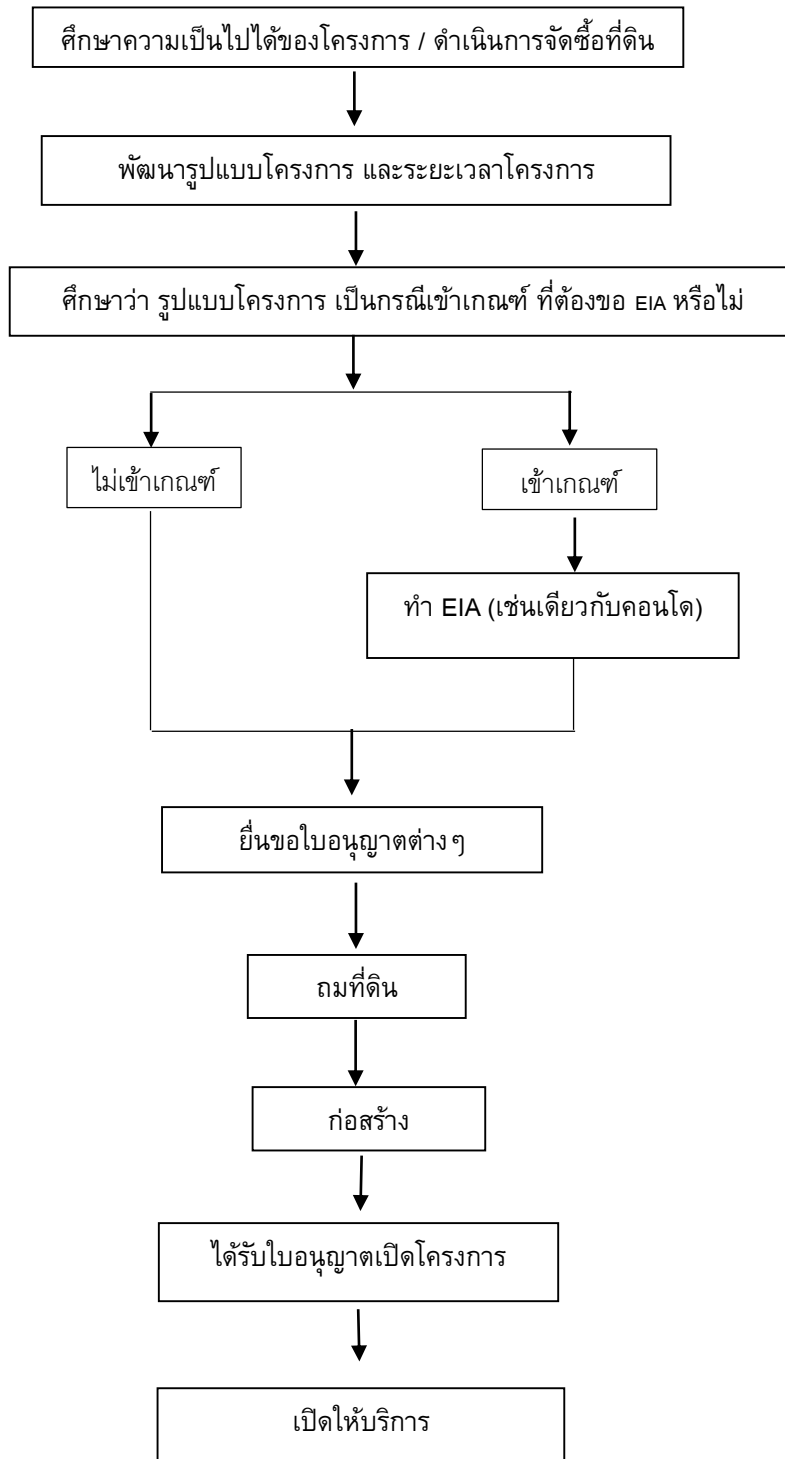 ศึกษาความเป็นไปได้ของโครงการ / ดำเนินการจัดซื้อที่ดิน
พัฒนารูปแบบโครงการ และระยะเวลาโครงการ
ศึกษาว่า รูปแบบโครงการ เป็นกรณีเข้าเกณฑ์ ที่ต้องขอ EIA หรือไม่
ไม่เข้าเกณฑ์
เข้าเกณฑ์
ทำ EIA (เช่นเดียวกับคอนโด)
ยื่นขอใบอนุญาตต่างๆ
ถมที่ดิน
ก่อสร้าง
ได้รับใบอนุญาตเปิดโครงการ
เปิดให้บริการ